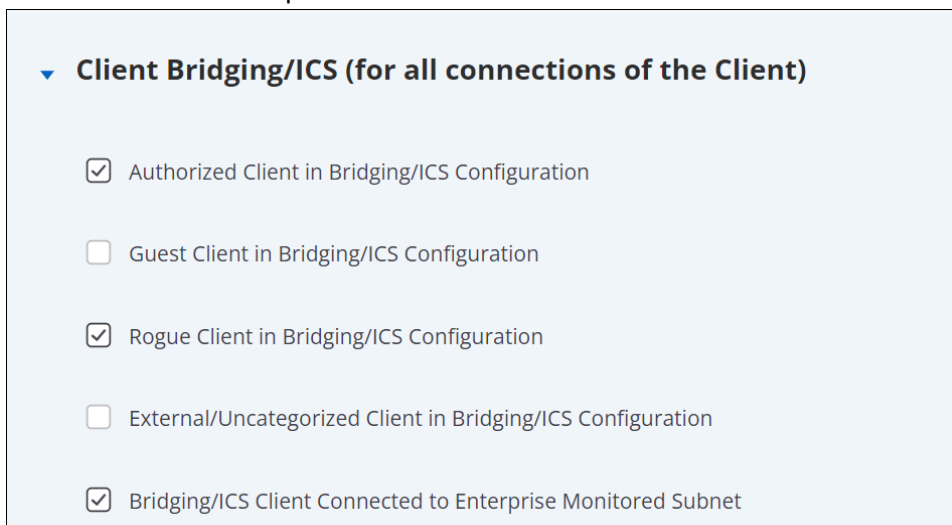 Client Bridging/ICS (for all connections of the Client)
Authorized Client in Bridging/ICS Configuration
Guest Client in Bridging/ICS Configuration
Rogue Client in Bridging/ICS Configuration
External/Uncategorized Client in Bridging/ICS Configuration
Bridging/ICS Client Connected to Enterprise Monitored Subnet